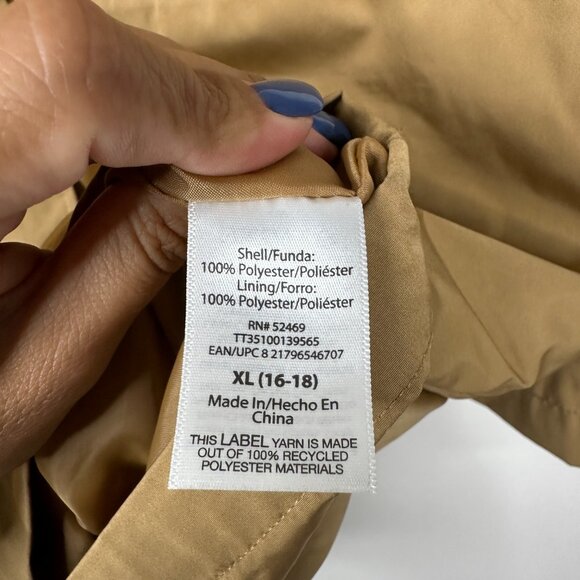 Shell/Funda:
100% Polyester/Poliéster
Lining/Forro:
100% Polyester/Poliéster
RN# 52469
TT35100139565
EAN/UPC 8 21796546707
XL (16-18)
Made In/Hecho En
China
THIS LABEL YARN IS MADE
OUT OF 100% RECYCLED
POLYESTER MATERIALS